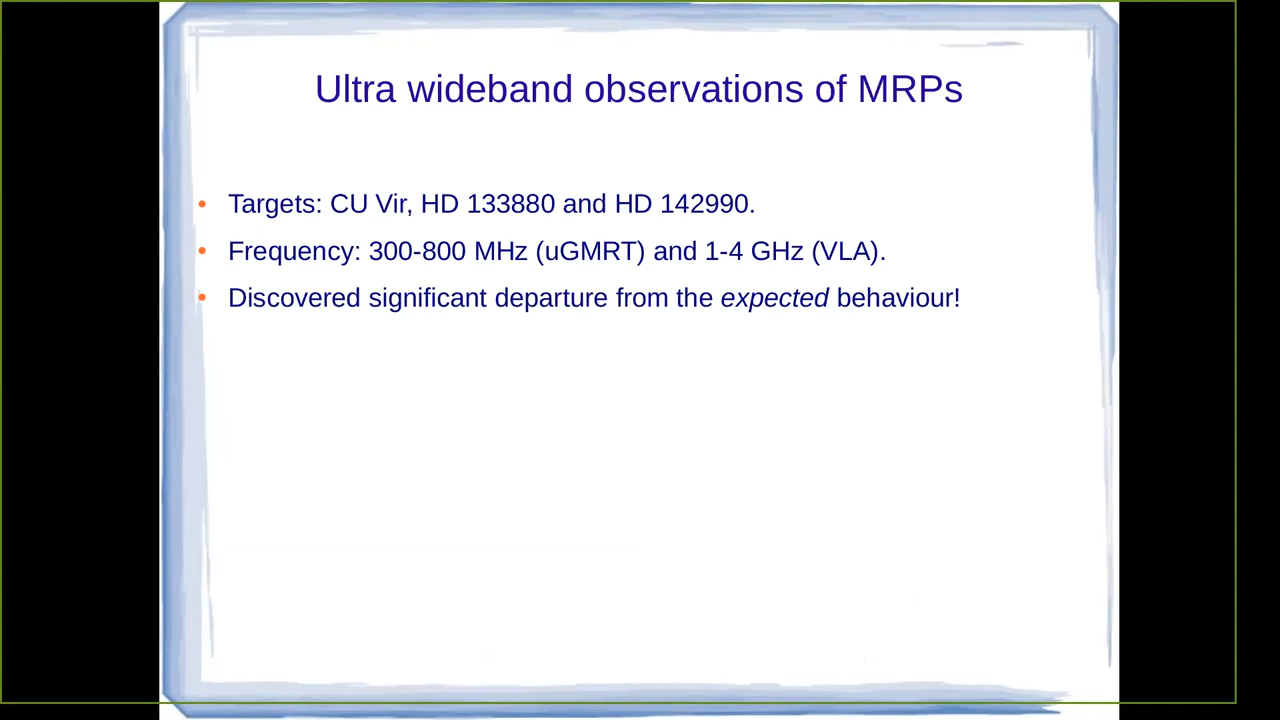 Ultra wideband observations of MRPs
• Targets: CU Vir, HD 133880 and HD 142990.
• Frequency: 300-800 MHz (uGMRT) and 1-4 GHz (VLA).
• Discovered significant departure from the expected behaviour!